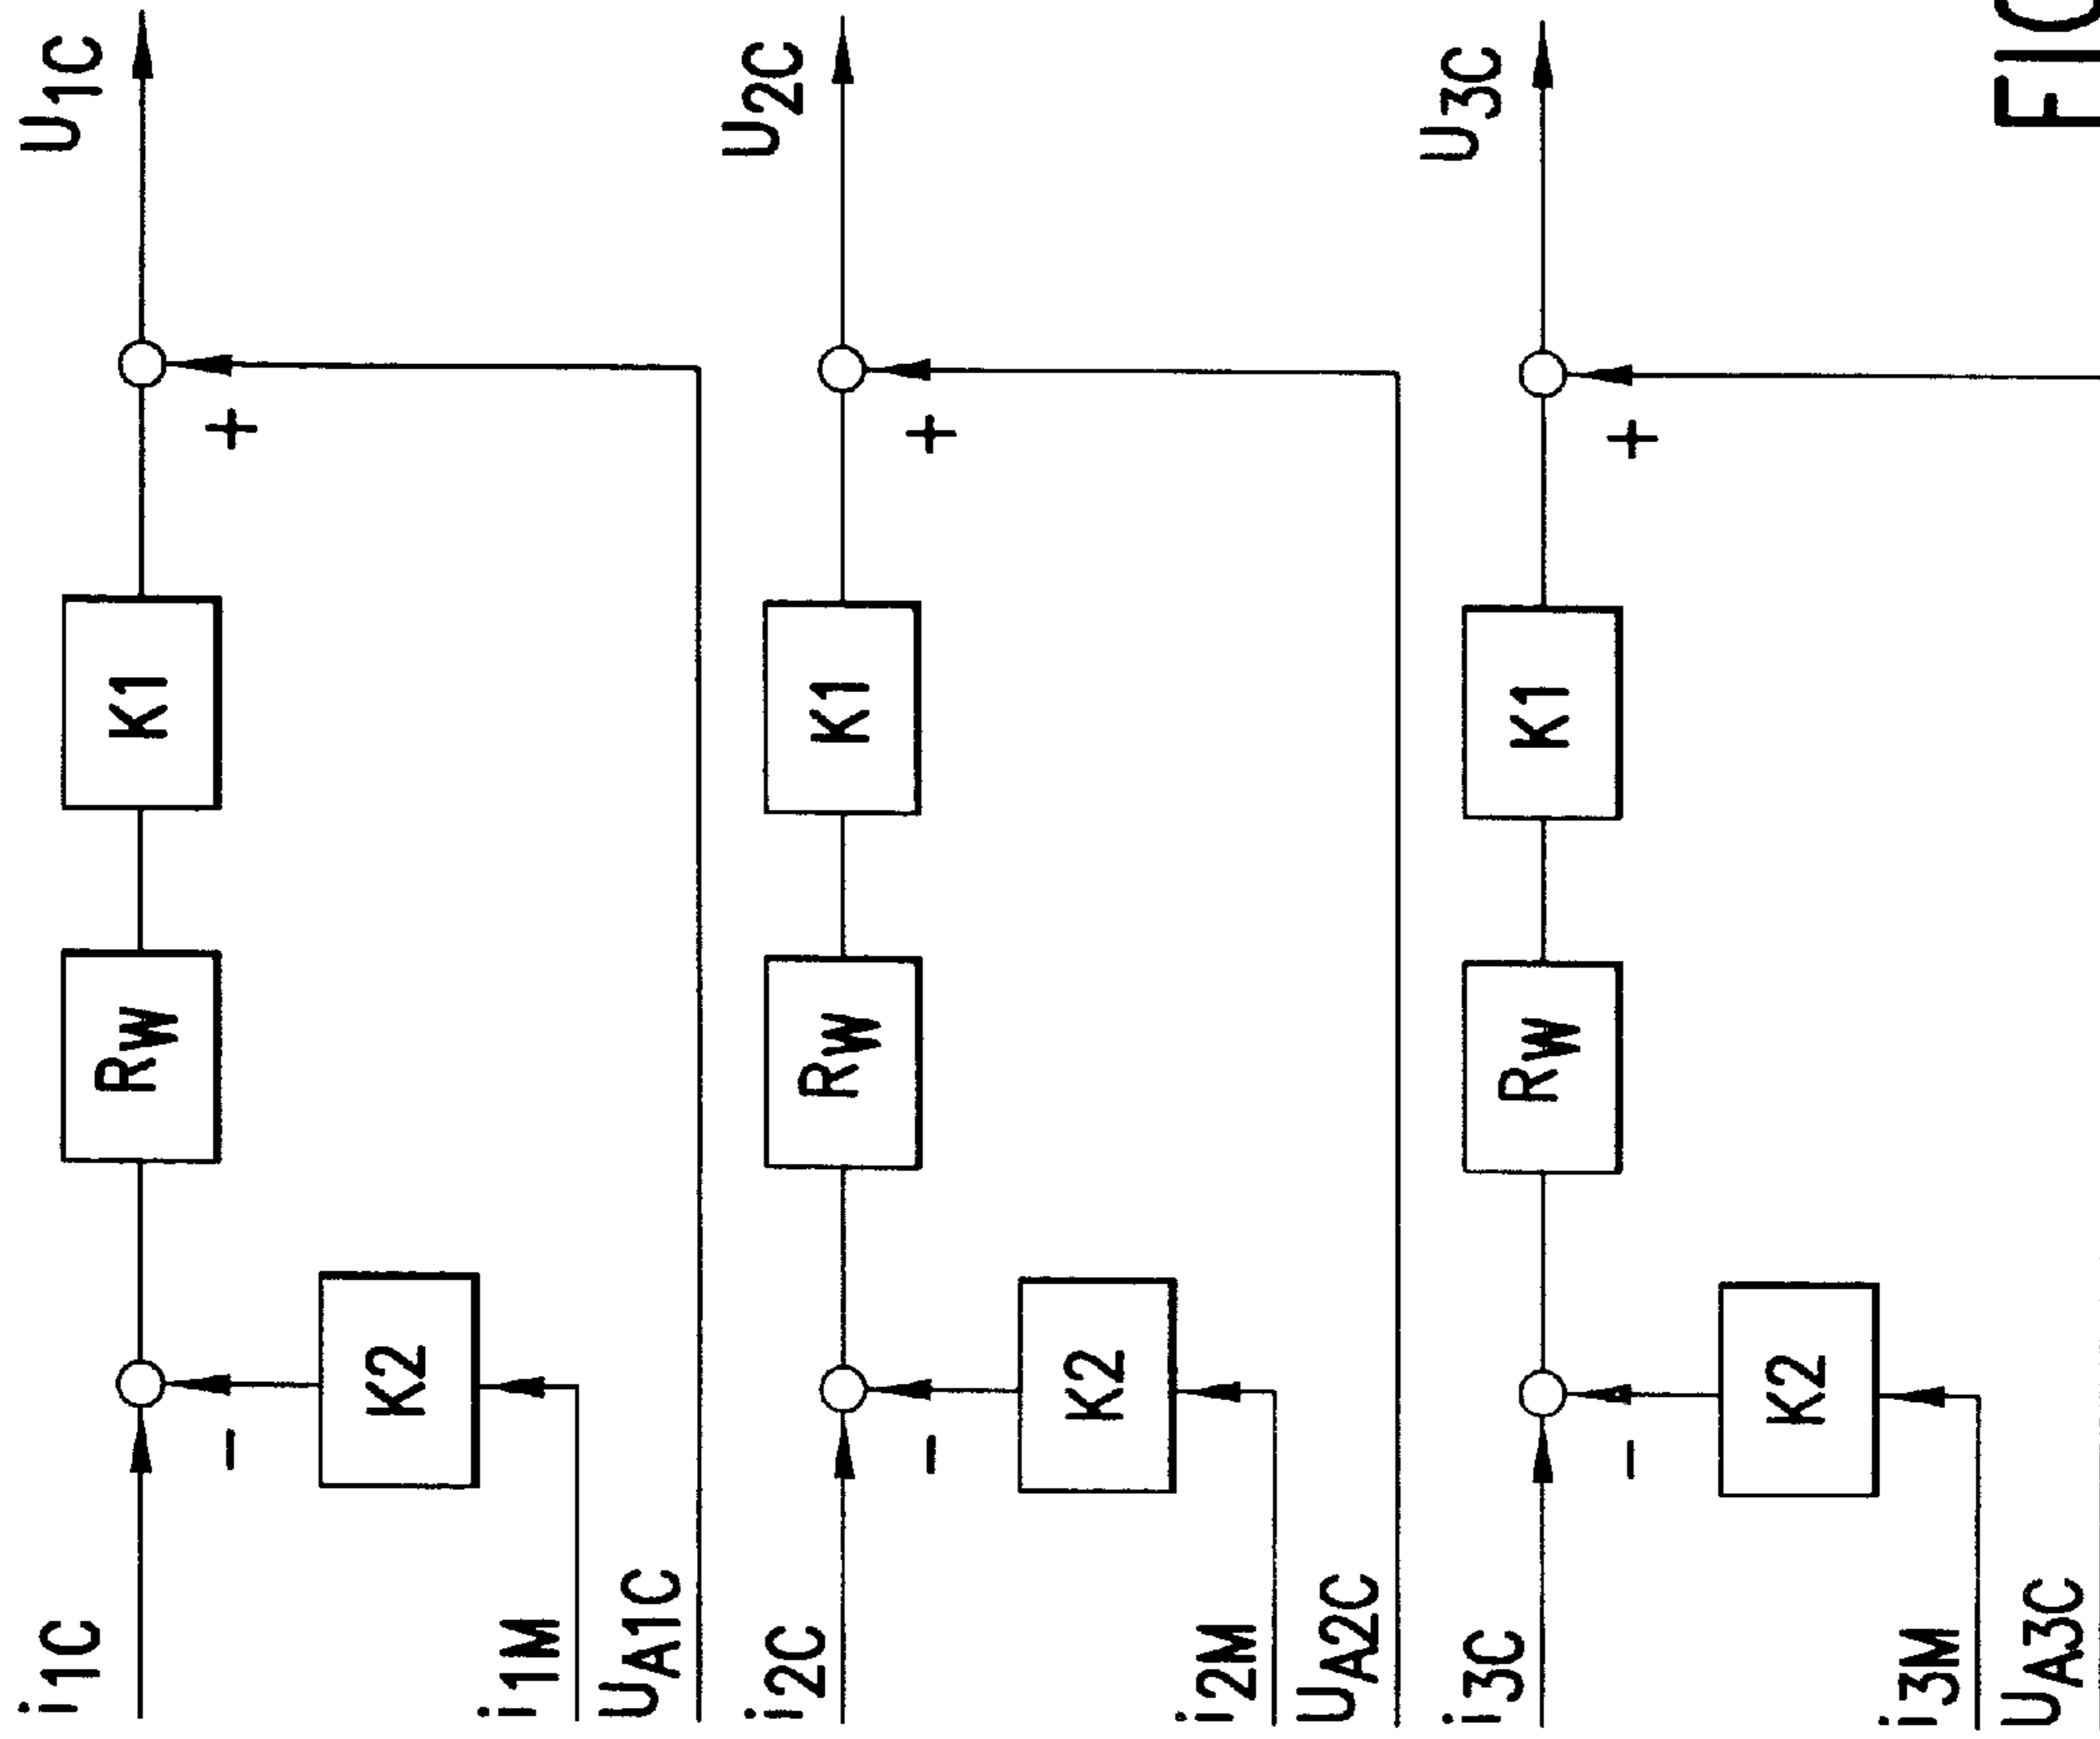 i1C
RW
K1
U1C
K2
i1M
UA1C
+
−
i2C
RW
K1
U2C
K2
i2M
UA2C
+
−
i3C
RW
K1
U3C
K2
i3M
UA3C
+
−